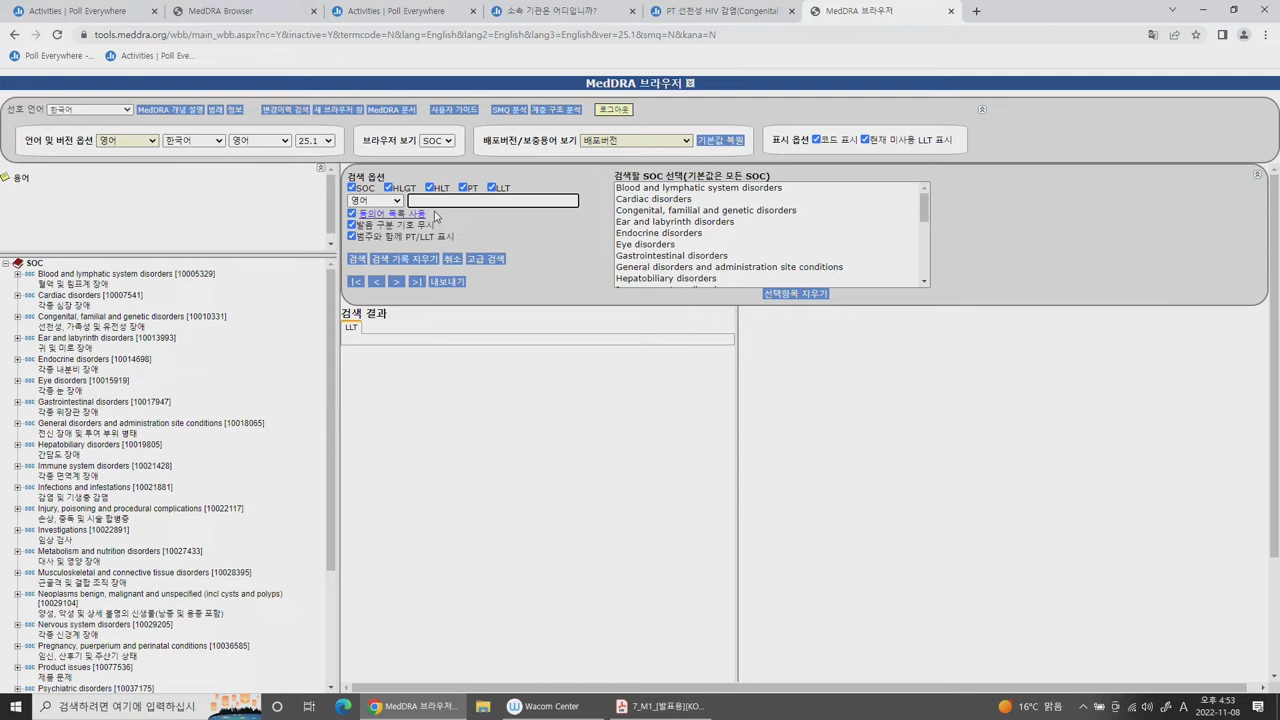 Activities | Poll Everywhere
MedDRA Browser
Activities | Poll Everywhere
소속 기관은 어디입니까?
PT 선천성 HIV 감염(Congenital
MedDRA 브라우저
tools.meddra.org/wbb/main_wbb.aspx?nc=Y&inactive=Y&termcode=N&lang=English&lang2=English&lang3=English&ver=25.1&smq=N&kana=N
Poll Everywhere -...
Activities | Poll Eve...
MedDRA 브라우저
선호 언어 한국어 MedDRA 개념 설명 범례 정보 변경이력 검색 새 브라우저 창 MedDRA 문서 사용자 가이드 SMQ 분석 계층 구조 분석 로그아웃
언어 및 버전 옵션 영어 한국어 영어 25.1 브라우저 보기 SOC 배포버전/보충용어 보기 배포버전 기본값 복원 표시 옵션 코드 표시 현재 미사용 LLT 표시
용어
검색 옵션
SOC HLGT HLT PT LLT
영어
동의어 목록 사용
발음 구분 기호 무시
범주와 함께 PT/LLT 표시
검색 검색 기록 지우기 취소 고급 검색
|< < > >| 내보내기
검색할 SOC 선택(기본값은 모든 SOC)
Blood and lymphatic system disorders
Cardiac disorders
Congenital, familial and genetic disorders
Ear and labyrinth disorders
Endocrine disorders
Eye disorders
Gastrointestinal disorders
General disorders and administration site conditions
Hepatobiliary disorders
선택항목 지우기
검색 결과
LLT
SOC
SOC Blood and lymphatic system disorders [10005329]
혈액 및 림프계 장애
SOC Cardiac disorders [10007541]
각종 심장 장애
SOC Congenital, familial and genetic disorders [10010331]
선천성, 가족성 및 유전성 장애
SOC Ear and labyrinth disorders [10013993]
귀 및 미로 장애
SOC Endocrine disorders [10014698]
각종 내분비 장애
SOC Eye disorders [10015919]
각종 눈 장애
SOC Gastrointestinal disorders [10017947]
각종 위장관 장애
SOC General disorders and administration site conditions [10018065]
전신 장애 및 투여 부위 병태
SOC Hepatobiliary disorders [10019805]
간담도 장애
SOC Immune system disorders [10021428]
각종 면역계 장애
SOC Infections and infestations [10021881]
감염 및 기생충 감염
SOC Injury, poisoning and procedural complications [10022117]
손상, 중독 및 시술 합병증
SOC Investigations [10022891]
임상 검사
SOC Metabolism and nutrition disorders [10027433]
대사 및 영양 장애
SOC Musculoskeletal and connective tissue disorders [10028395]
근골격 및 결합 조직 장애
SOC Neoplasms benign, malignant and unspecified (incl cysts and polyps)
[10029104]
양성, 악성 및 상세 불명의 신생물(낭종 및 용종 포함)
SOC Nervous system disorders [10029205]
각종 신경계 장애
SOC Pregnancy, puerperium and perinatal conditions [10036585]
임신, 산후기 및 주산기 상태
SOC Product issues [10077536]
제품 문제
SOC Psychiatric disorders [10037175]
검색하려면 여기에 입력하십시
MedDRA 브라우저...
Wacom Center
7_M1_[발표용][KO...
16°C 맑음
오후 4:53
2022-11-08